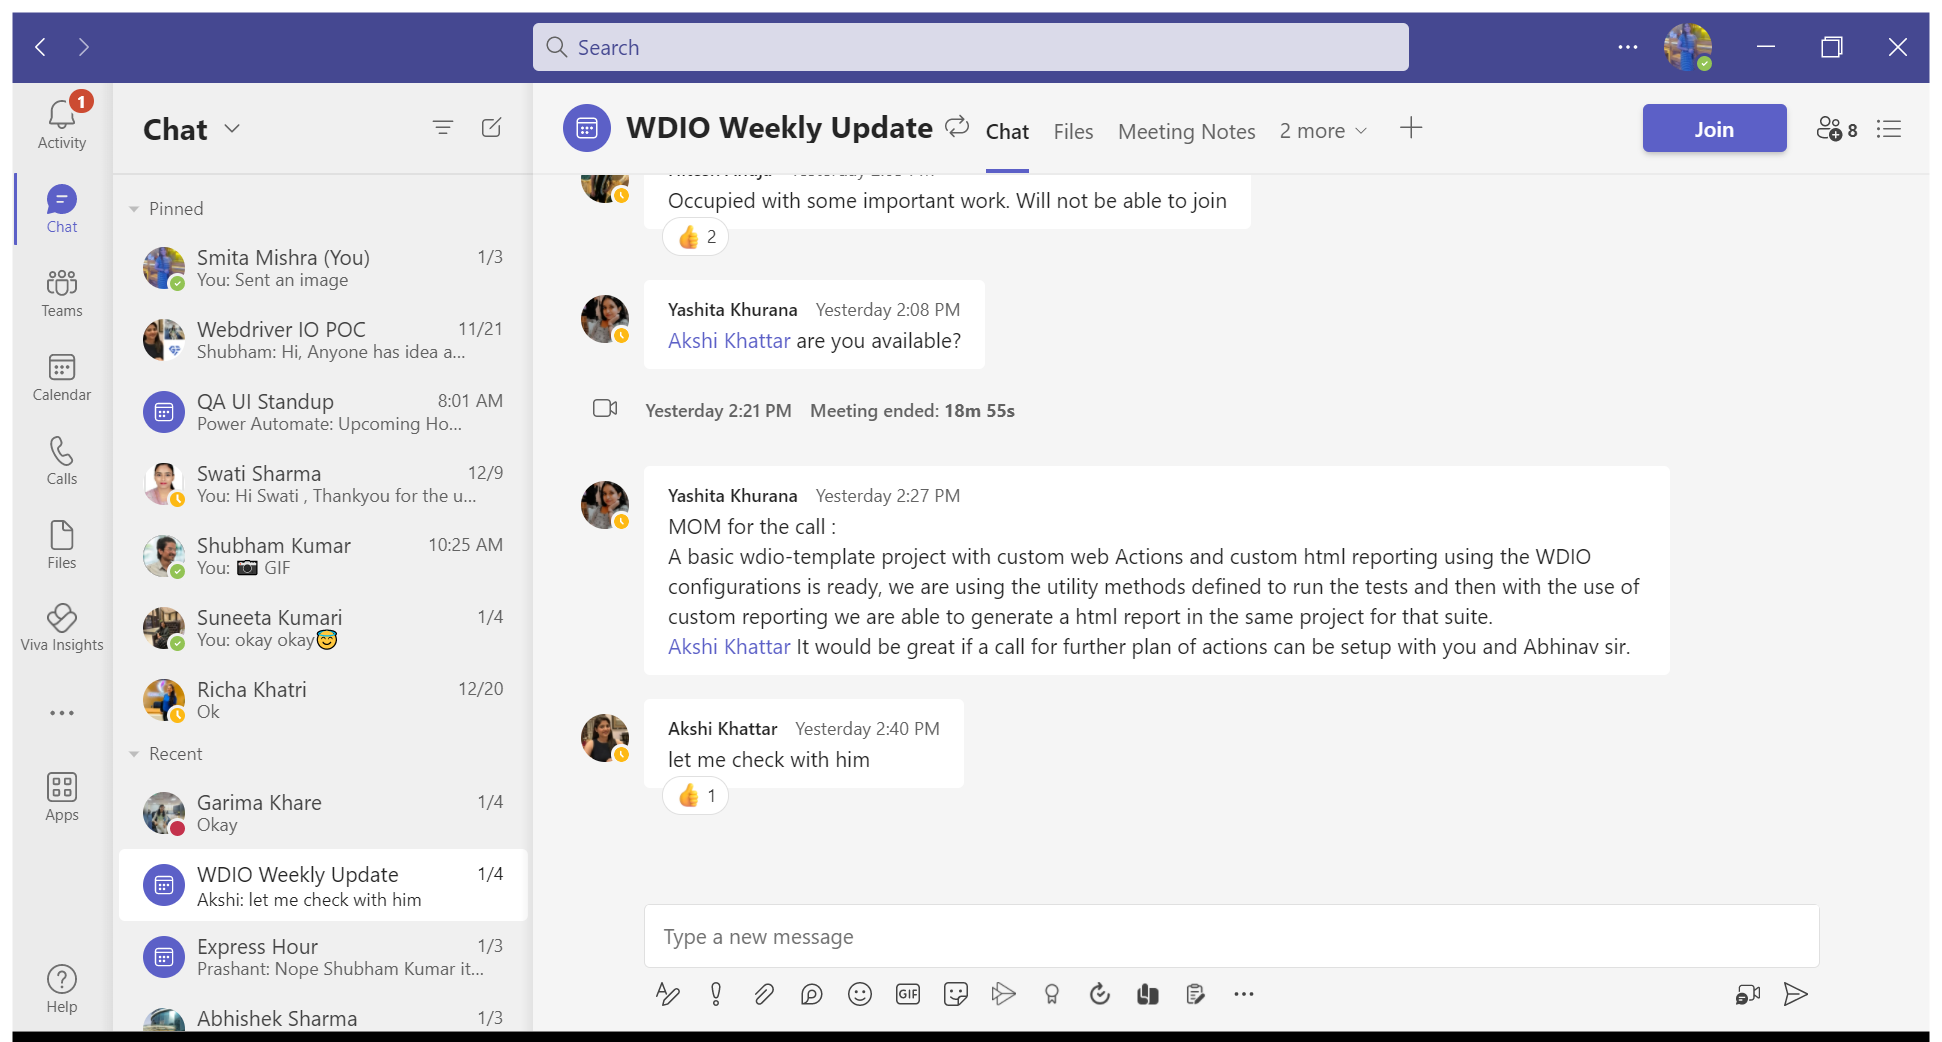 Search
1
Activity
Chat
Teams
Calendar
Calls
Files
Viva Insights
Apps
Help
Chat
Pinned
Smita Mishra (You) 1/3
You: Sent an image
Webdriver IO POC 11/21
Shubham: Hi, Anyone has idea a...
QA UI Standup 8:01 AM
Power Automate: Upcoming Ho...
Swati Sharma 12/9
You: Hi Swati , Thankyou for the u...
Shubham Kumar 10:25 AM
You: 📷 GIF
Suneeta Kumari 1/4
You: okay okay😇
Richa Khatri 12/20
Ok
Recent
Garima Khare 1/4
Okay
WDIO Weekly Update 1/4
Akshi: let me check with him
Express Hour 1/3
Prashant: Nope Shubham Kumar it...
Abhishek Sharma 1/3
WDIO Weekly Update Chat Files Meeting Notes 2 more Join 8
Occupied with some important work. Will not be able to join
👍 2
Yashita Khurana Yesterday 2:08 PM
Akshi Khattar are you available?
Yesterday 2:21 PM Meeting ended: 18m 55s
Yashita Khurana Yesterday 2:27 PM
MOM for the call :
A basic wdio-template project with custom web Actions and custom html reporting using the WDIO
configurations is ready, we are using the utility methods defined to run the tests and then with the use of
custom reporting we are able to generate a html report in the same project for that suite.
Akshi Khattar It would be great if a call for further plan of actions can be setup with you and Abhinav sir.
Akshi Khattar Yesterday 2:40 PM
let me check with him
👍 1
Type a new message
GIF